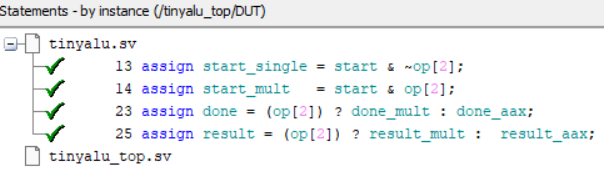 Statements - by instance (/tinyalu_top/DUT)
tinyalu.sv
13 assign start_single = start & ~op[2];
14 assign start_mult   = start & op[2];
23 assign done = (op[2]) ? done_mult : done_aax;
25 assign result = (op[2]) ? result_mult :  result_aax;
tinyalu_top.sv